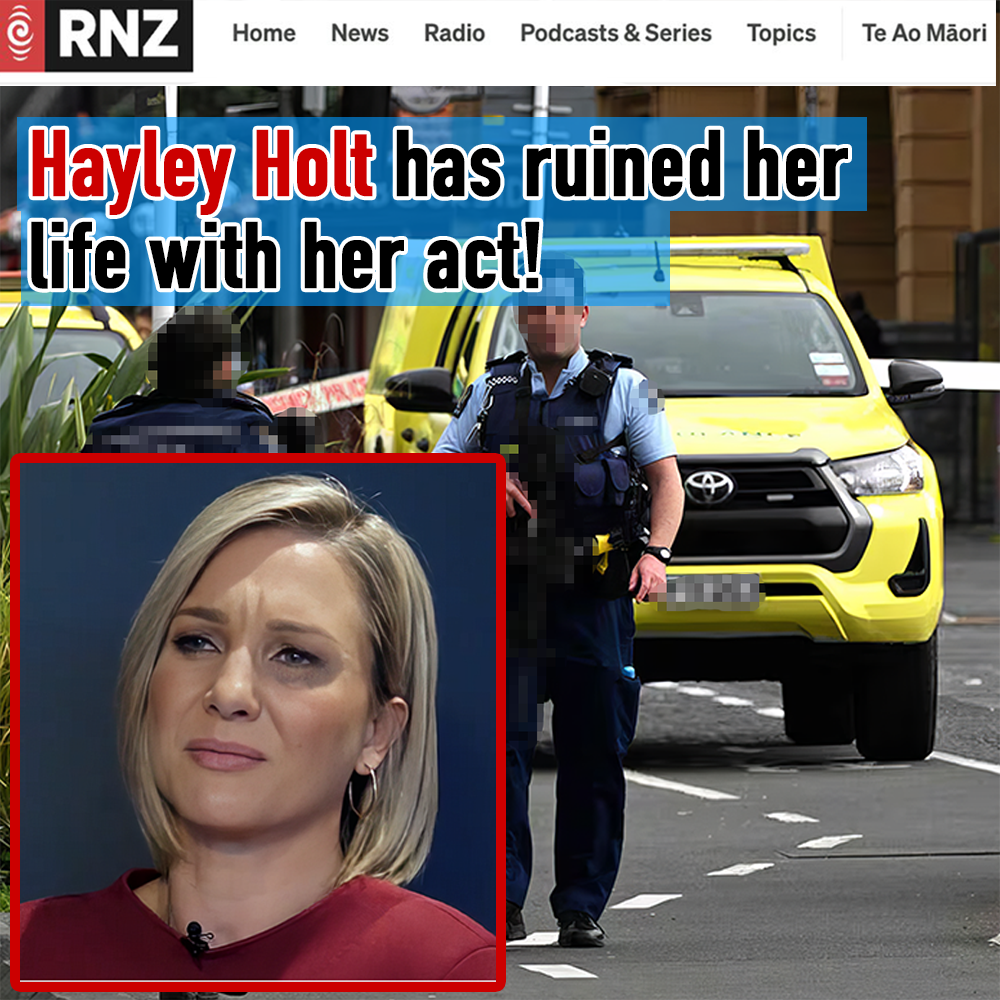 RNZ Home News Radio Podcasts & Series Topics Te Ao Māori
Hayley Holt has ruined her
life with her act!